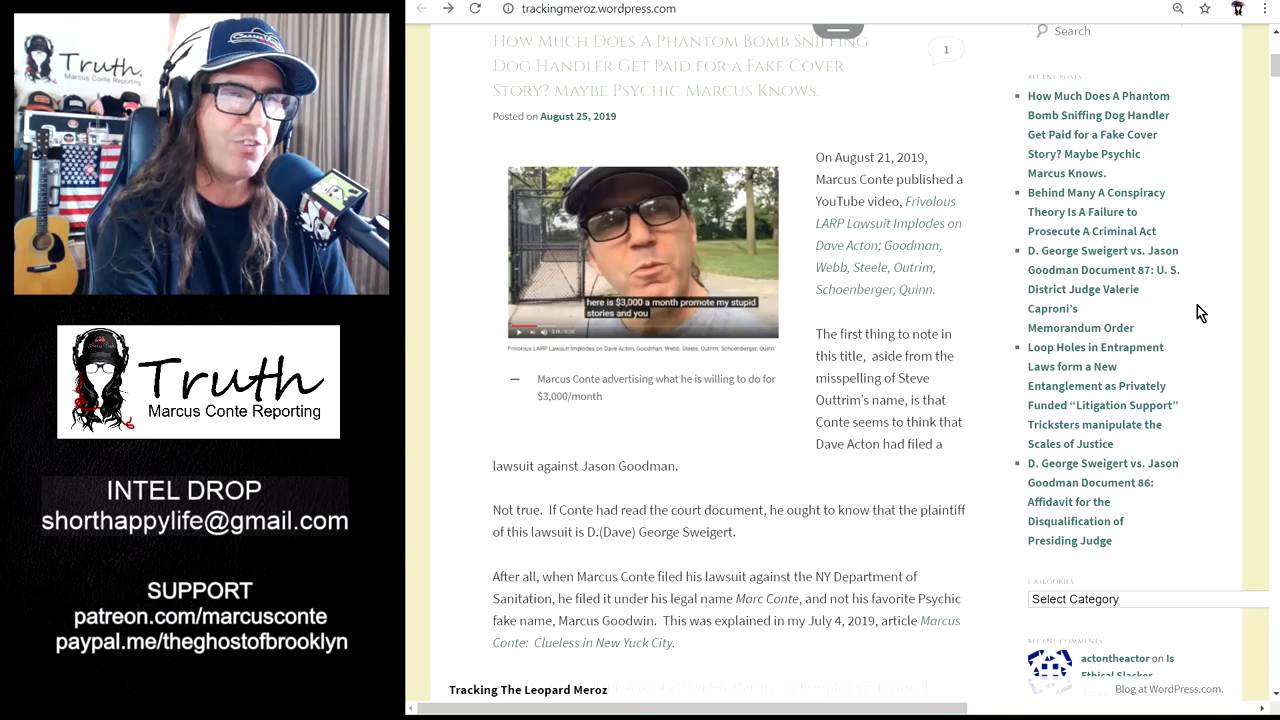 trackingmeroz.wordpress.com
Truth.
Marcus Conte Reporting
Truth
Marcus Conte Reporting
INTEL DROP
shorthappylife@gmail.com
SUPPORT
patreon.com/marcusconte
paypal.me/theghostofbrooklyn
How Much Does A Phantom Bomb Sniffing
Dog Handler Get Paid for a Fake Cover
Story? Maybe Psychic Marcus Knows.
1
Posted on August 25, 2019
here is $3,000 a month promote my stupid
stories and you
Frivolous LARP Lawsuit Implodes on Dave Acton; Goodman, Webb, Steele, Outrim, Schoenberger, Quinn
— Marcus Conte advertising what he is willing to do for
$3,000/month
On August 21, 2019,
Marcus Conte published a
YouTube video, Frivolous
LARP Lawsuit Implodes on
Dave Acton; Goodman,
Webb, Steele, Outrim,
Schoenberger, Quinn.
The first thing to note in
this title,  aside from the
misspelling of Steve
Outtrim's name, is that
Conte seems to think that
Dave Acton had filed a
lawsuit against Jason Goodman.
Not true.  If Conte had read the court document, he ought to know that the plaintiff
of this lawsuit is D.(Dave) George Sweigert.
After all, when Marcus Conte filed his lawsuit against the NY Department of
Sanitation, he filed it under his legal name Marc Conte, and not his favorite Psychic
fake name, Marcus Goodwin.  This was explained in my July 4, 2019, article Marcus
Conte:  Clueless in New Yuck City.
Tracking The Leopard Meroz
Search
RECENT POSTS
How Much Does A Phantom
Bomb Sniffing Dog Handler
Get Paid for a Fake Cover
Story? Maybe Psychic
Marcus Knows.
Behind Many A Conspiracy
Theory Is A Failure to
Prosecute A Criminal Act
D. George Sweigert vs. Jason
Goodman Document 87: U. S.
District Judge Valerie
Caproni's
Memorandum Order
Loop Holes in Entrapment
Laws form a New
Entanglement as Privately
Funded “Litigation Support”
Tricksters manipulate the
Scales of Justice
D. George Sweigert vs. Jason
Goodman Document 86:
Affidavit for the
Disqualification of
Presiding Judge
CATEGORIES
Select Category
RECENT COMMENTS
actontheactor on Is
Ethical Slacker
Blog at WordPress.com.